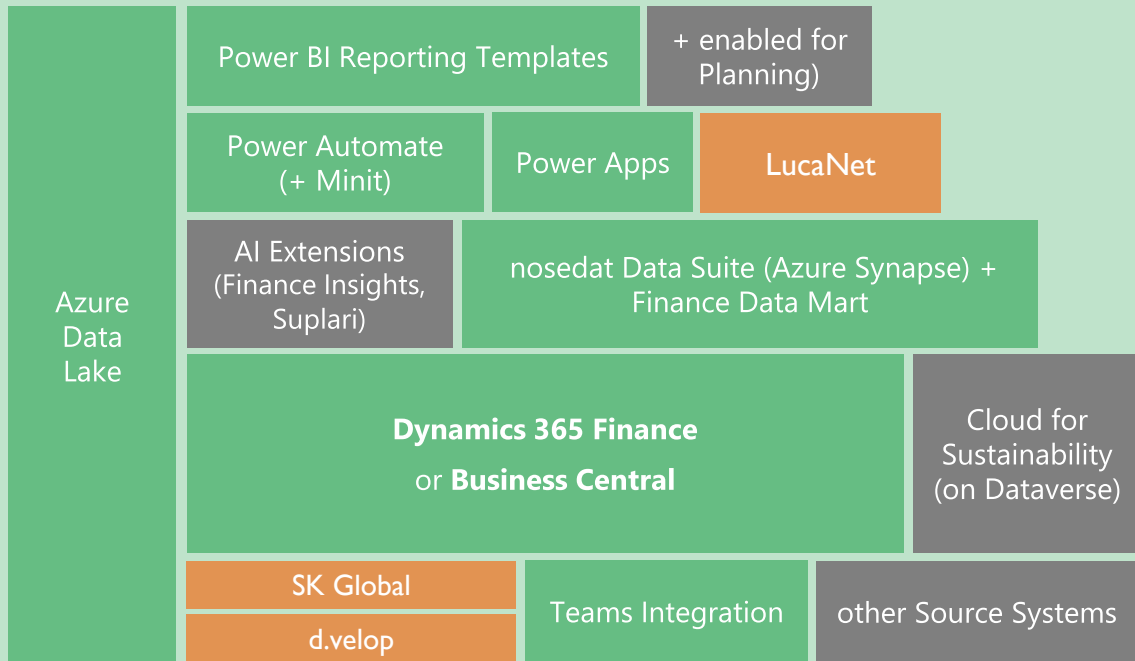 Power BI Reporting Templates
+ enabled for
Planning)
Power Automate
(+ Minit)
Power Apps
LucaNet
AI Extensions
(Finance Insights,
Suplari)
nosedat Data Suite (Azure Synapse) +
Finance Data Mart
Azure
Data
Lake
Dynamics 365 Finance
or Business Central
Cloud for
Sustainability
(on Dataverse)
SK Global
d.velop
Teams Integration
other Source Systems